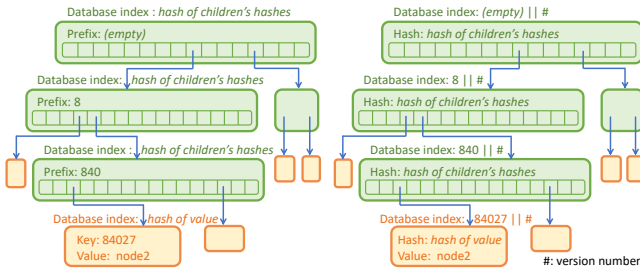 Database index : hash of children's hashes
Prefix: (empty)
Database index: hash of children's hashes
Prefix: 8
Database index : hash of children's hashes
Prefix: 840
Database index: hash of value
Key: 84027
Value: node2
Database index: (empty) || #
Hash: hash of children's hashes
Database index: 8 || #
Hash: hash of children's hashes
Database index: 840 || #
Hash: hash of children's hashes
Database index: 84027 || #
Hash: hash of value
Value: node2
#: version number